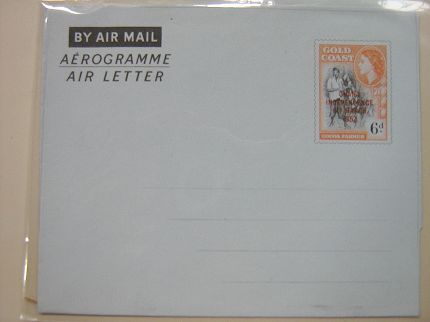 BY AIR MAIL
AÉROGRAMME
AIR LETTER
GOLD
COAST
GHANA
INDEPENDENCE
6TH MARCH,
1957
6d.
COCOA FARMER